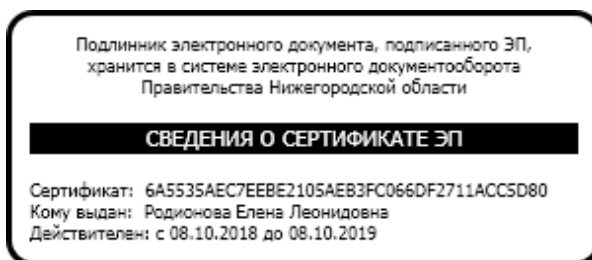 Подлинник электронного документа, подписанного ЭП,
хранится в системе электронного документооборота
Правительства Нижегородской области
СВЕДЕНИЯ О СЕРТИФИКАТЕ ЭП
Сертификат: 6A5535AEC7EEBE2105AEB3FC066DF2711ACC5D80
Кому выдан: Родионова Елена Леонидовна
Действителен: с 08.10.2018 до 08.10.2019